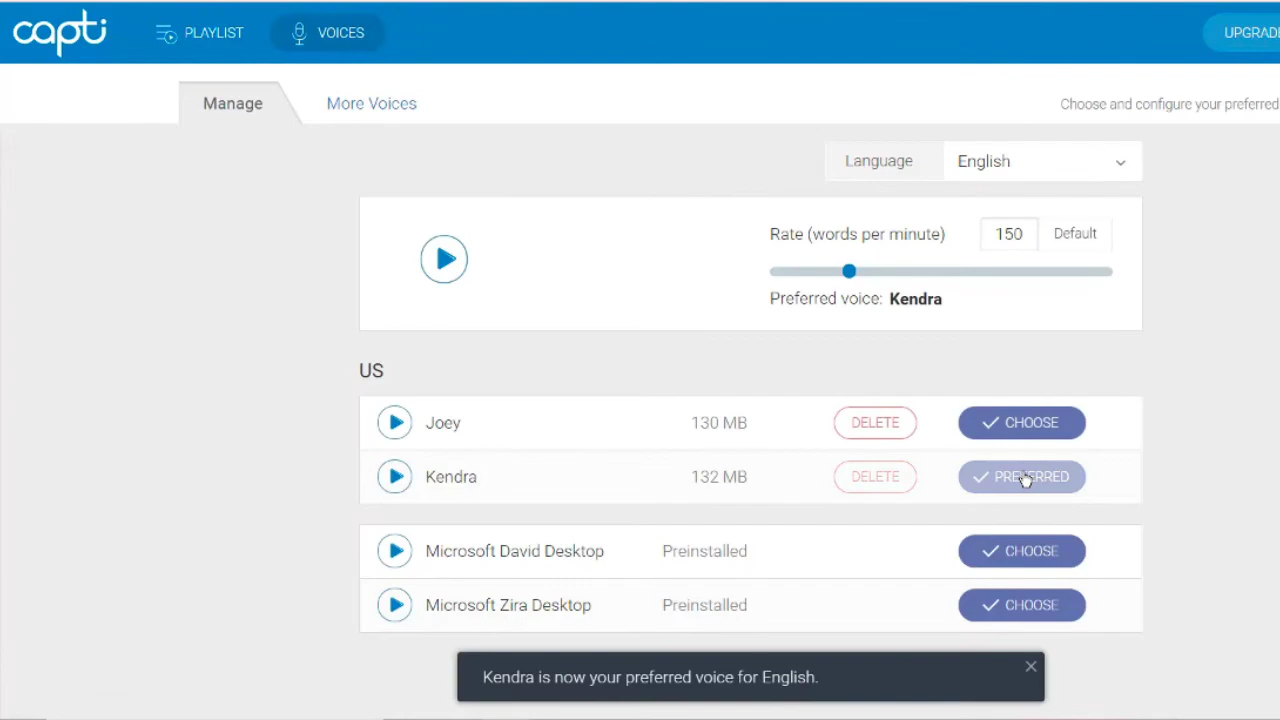 capti PLAYLIST VOICES UPGRADE
Manage More Voices Choose and configure your preferred
Language English
Rate (words per minute) 150 Default
Preferred voice: Kendra
US
Joey 130 MB DELETE CHOOSE
Kendra 132 MB DELETE PREFERRED
Microsoft David Desktop Preinstalled CHOOSE
Microsoft Zira Desktop Preinstalled CHOOSE
Kendra is now your preferred voice for English.